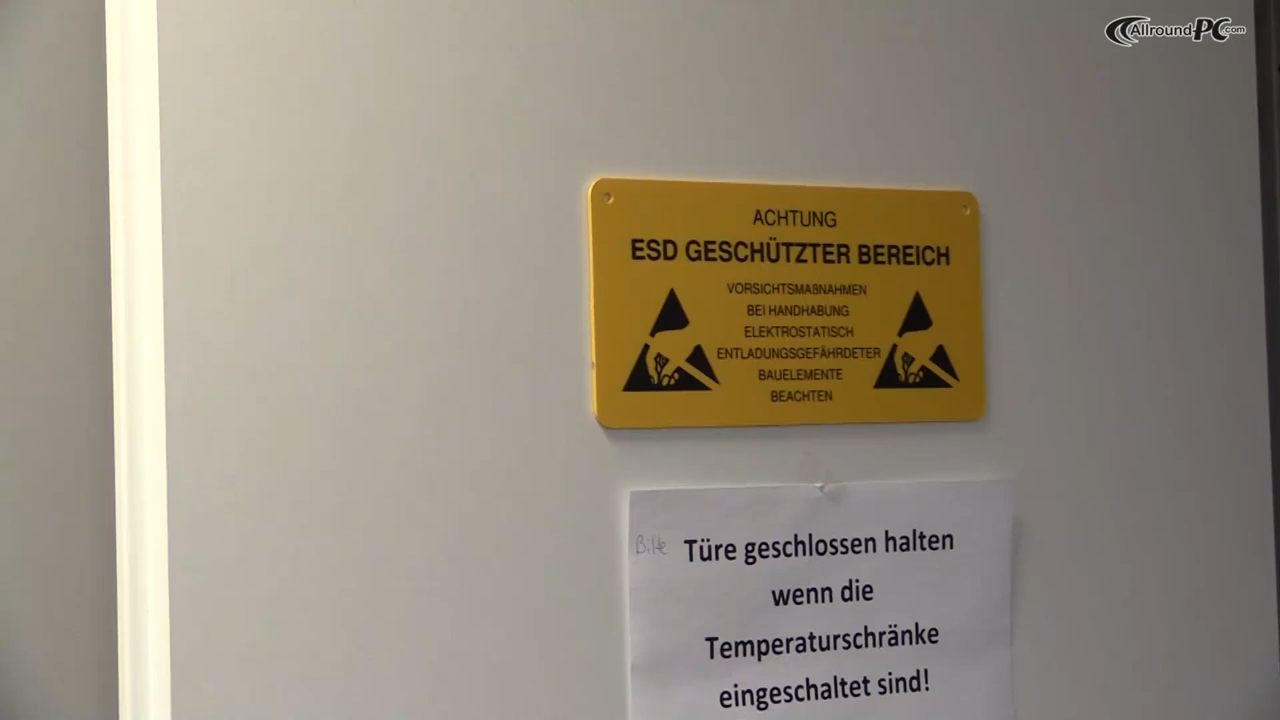 AllroundPC.com
ACHTUNG
ESD GESCHÜTZTER BEREICH
VORSICHTSMAßNAHMEN
BEI HANDHABUNG
ELEKTROSTATISCH
ENTLADUNGSGEFÄHRDETER
BAUELEMENTE
BEACHTEN
Bitte Türe geschlossen halten
wenn die
Temperaturschränke
eingeschaltet sind!